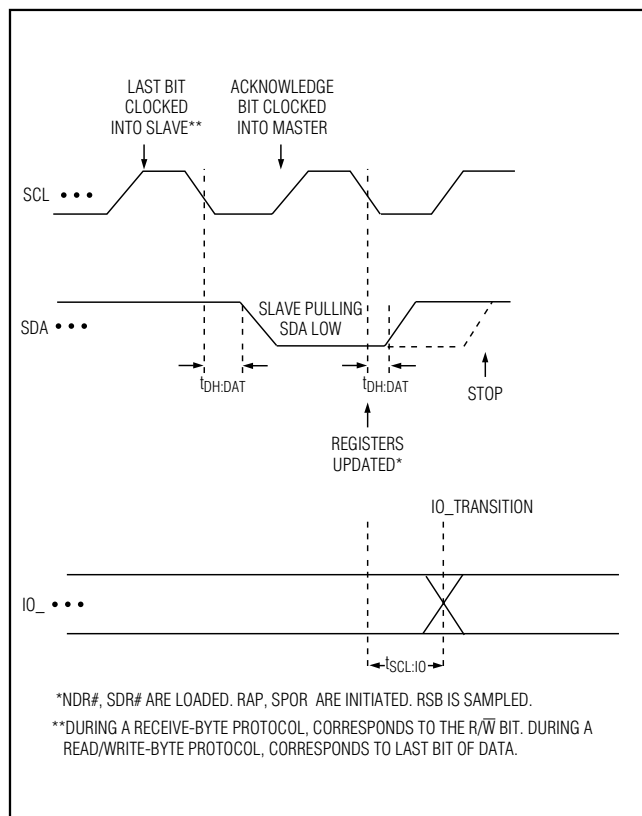 LAST BIT
CLOCKED
INTO SLAVE**
ACKNOWLEDGE
BIT CLOCKED
INTO MASTER
SCL •••
SDA •••
SLAVE PULLING
SDA LOW
tDH:DAT
tDH:DAT
STOP
REGISTERS
UPDATED*
IO_TRANSITION
IO_ •••
tSCL:IO
*NDR#, SDR# ARE LOADED. RAP, SPOR ARE INITIATED. RSB IS SAMPLED.
**DURING A RECEIVE-BYTE PROTOCOL, CORRESPONDS TO THE R/W̅ BIT. DURING A
READ/WRITE-BYTE PROTOCOL, CORRESPONDS TO LAST BIT OF DATA.